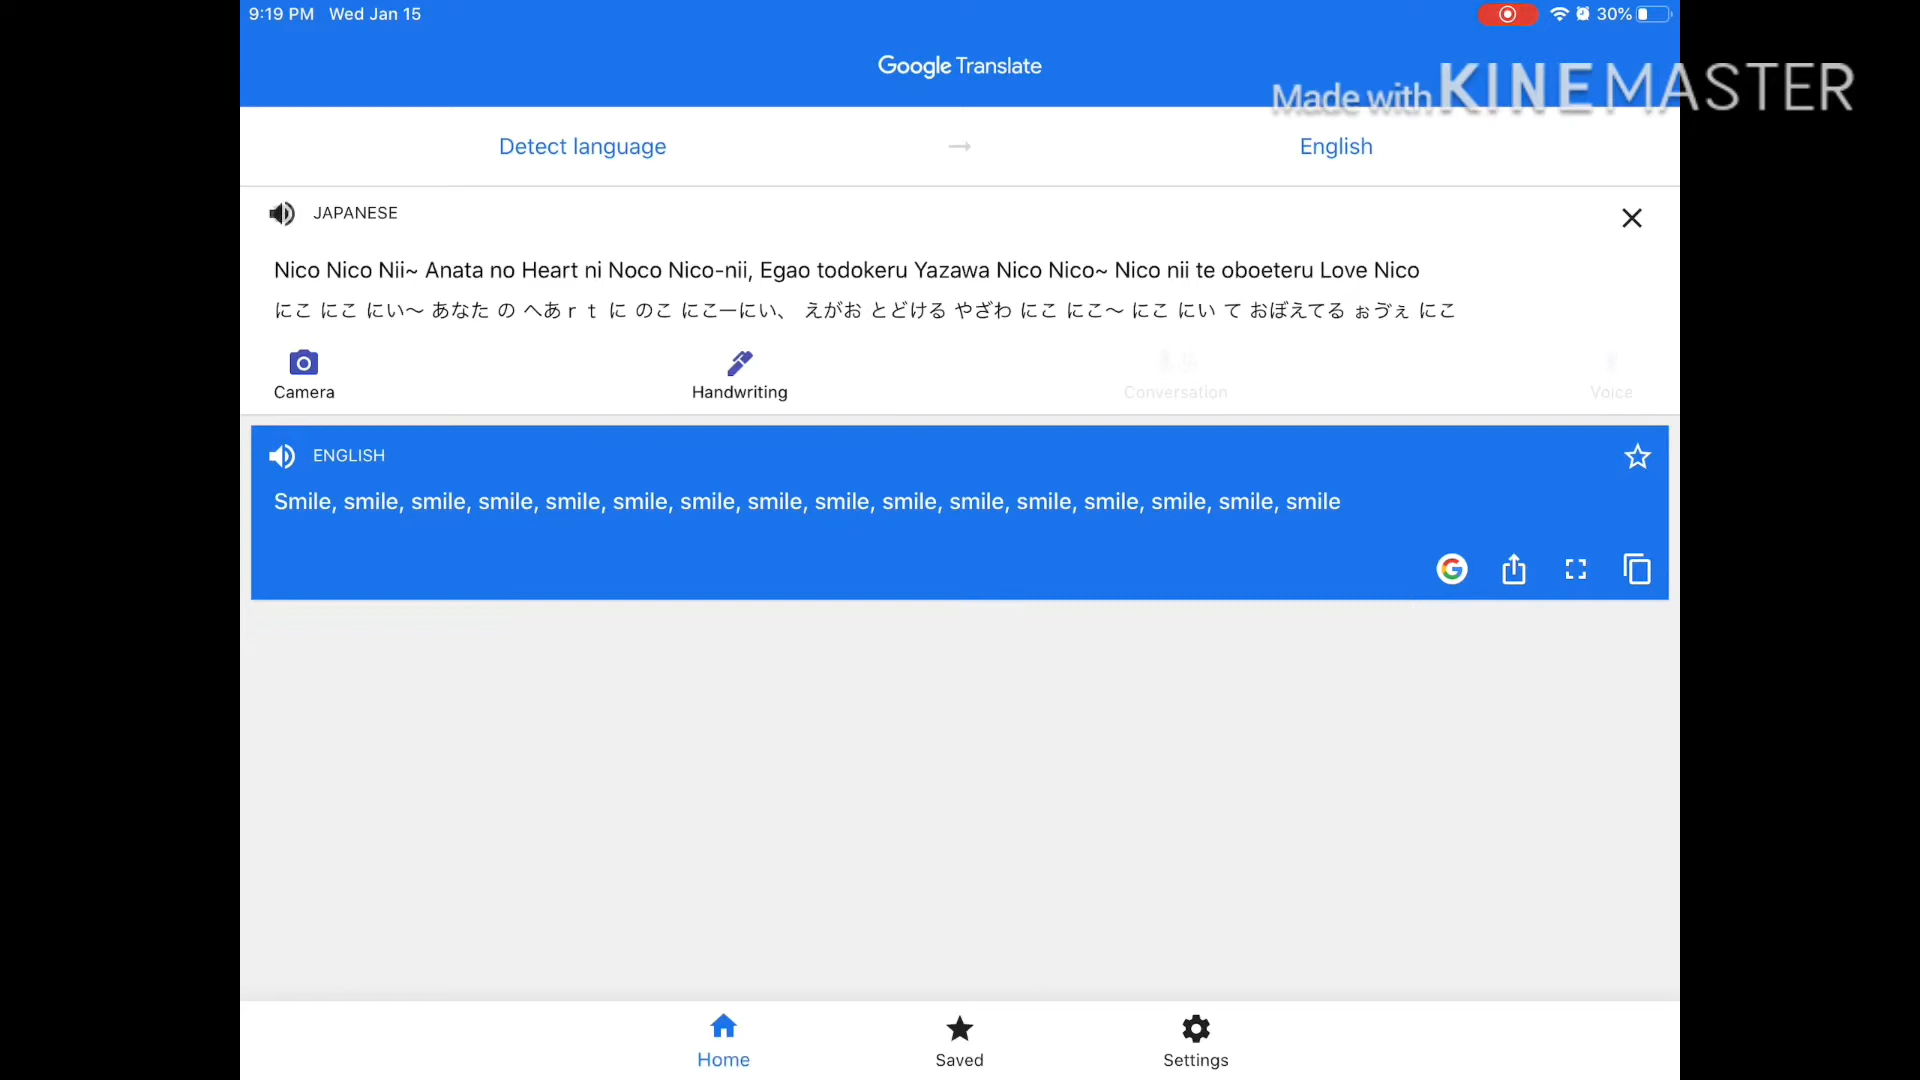 9:19 PM Wed Jan 15 30%
Google Translate
Made with KINEMASTER
Detect language → English
JAPANESE
Nico Nico Nii~ Anata no Heart ni Noco Nico-nii, Egao todokeru Yazawa Nico Nico~ Nico nii te oboeteru Love Nico
にこ にこ にい〜 あなた の へあｒｔ に のこ にこーにい、 えがお とどける やざわ にこ にこ〜 にこ にい て おぼえてる ぉゔぇ にこ
Camera Handwriting Conversation Voice
ENGLISH
Smile, smile, smile, smile, smile, smile, smile, smile, smile, smile, smile, smile, smile, smile, smile, smile
Home Saved Settings